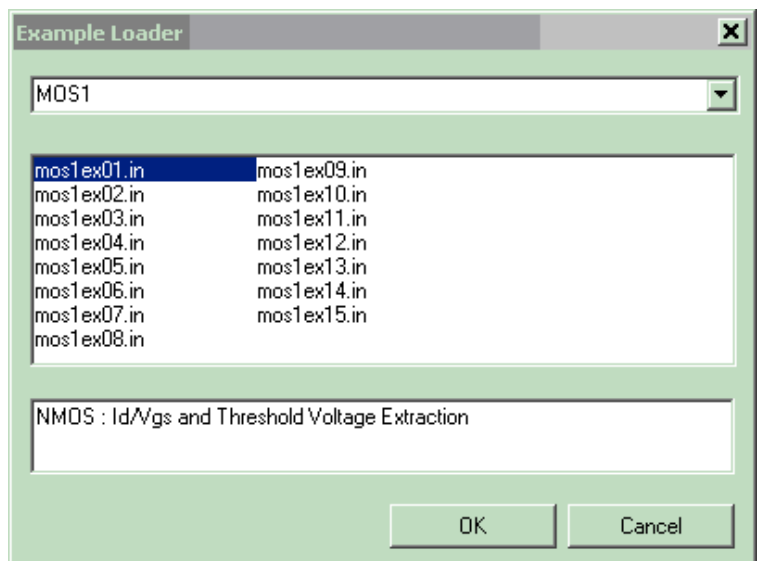 Example Loader
MOS1
mos1ex01.in
mos1ex02.in
mos1ex03.in
mos1ex04.in
mos1ex05.in
mos1ex06.in
mos1ex07.in
mos1ex08.in
mos1ex09.in
mos1ex10.in
mos1ex11.in
mos1ex12.in
mos1ex13.in
mos1ex14.in
mos1ex15.in
NMOS : Id/Vgs and Threshold Voltage Extraction
OK
Cancel